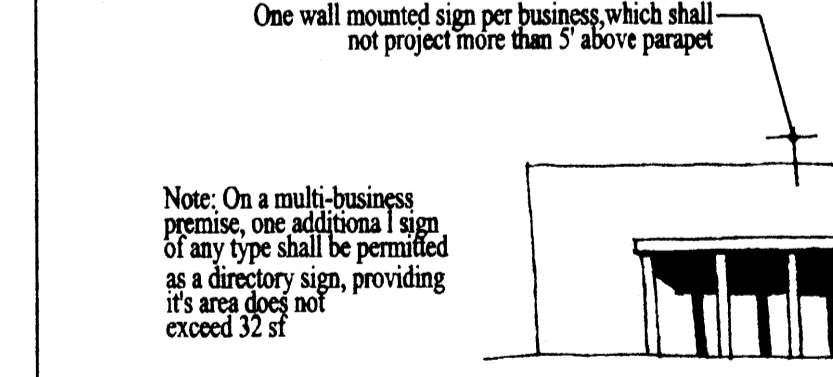 One wall mounted sign per business,which shall
not project more than 5' above parapet
Note: On a multi-business
premise, one additiona l sign
of any type shall be permitted
as a directory sign, providing
it's area does not
exceed 32 sf